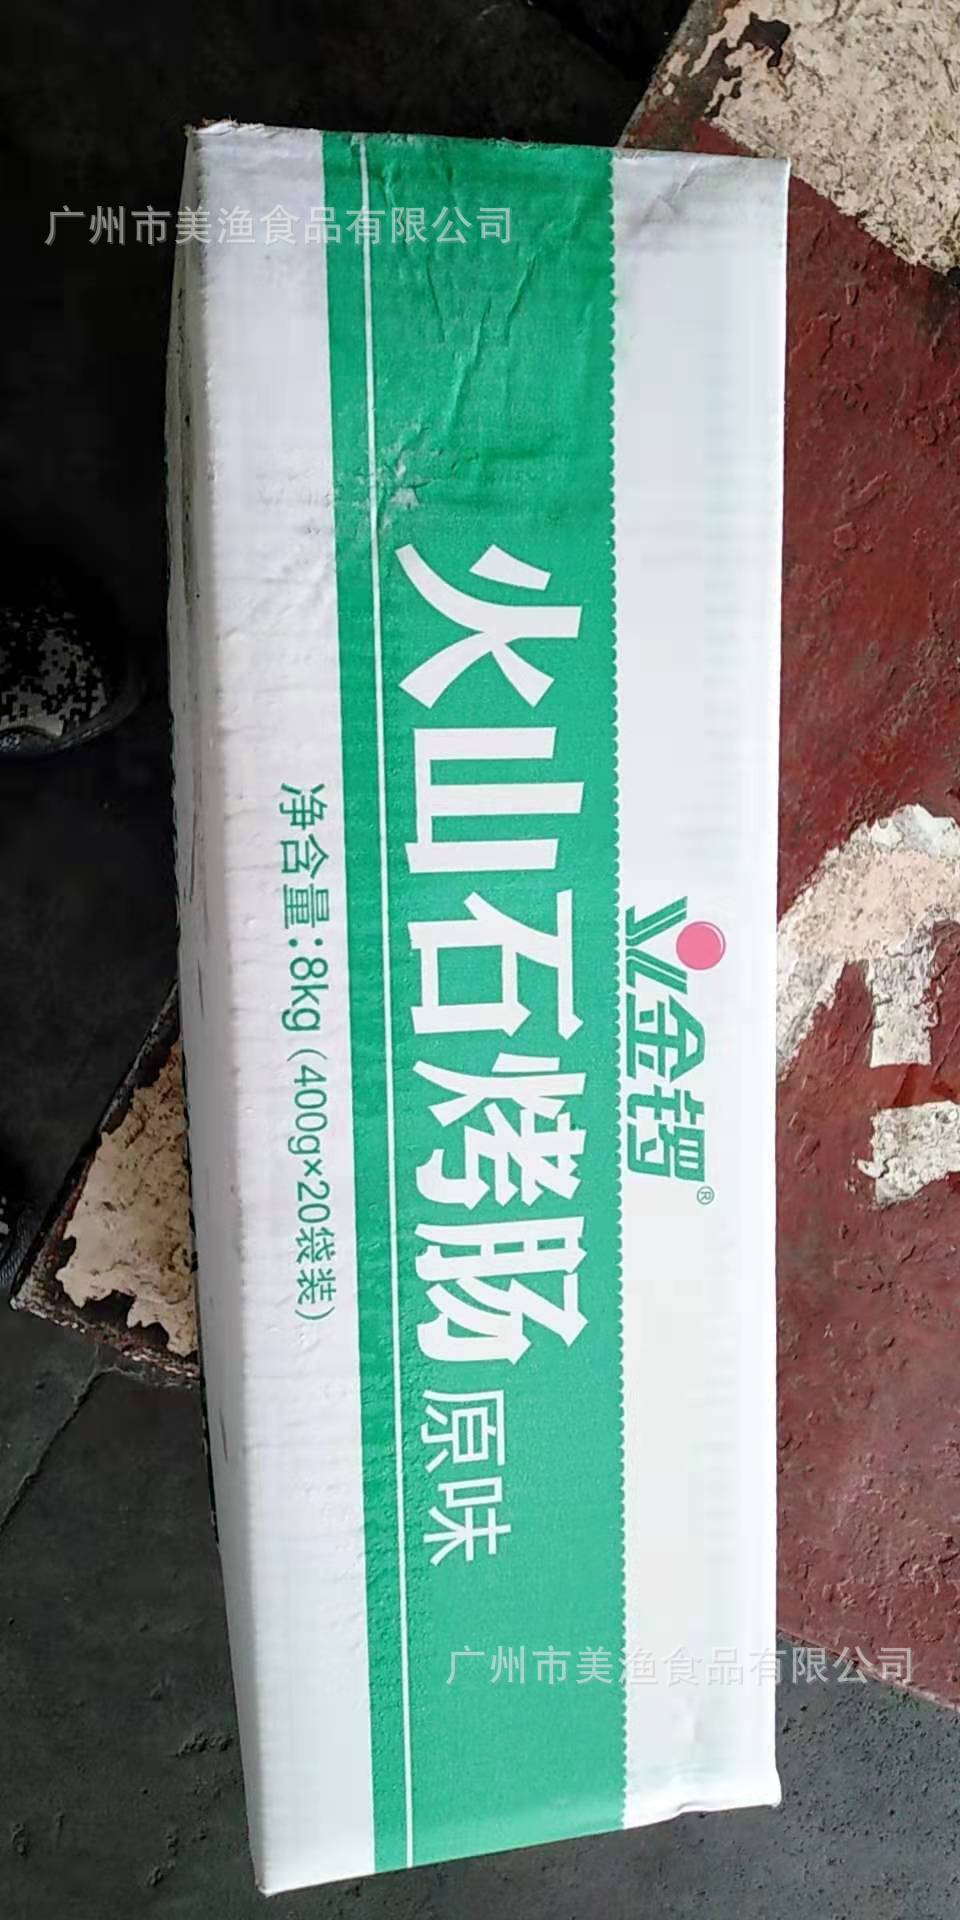 广州市美渔食品有限公司
金锣®
火山石烤肠 原味
净含量:8kg(400g×20袋装)
广州市美渔食品有限公司